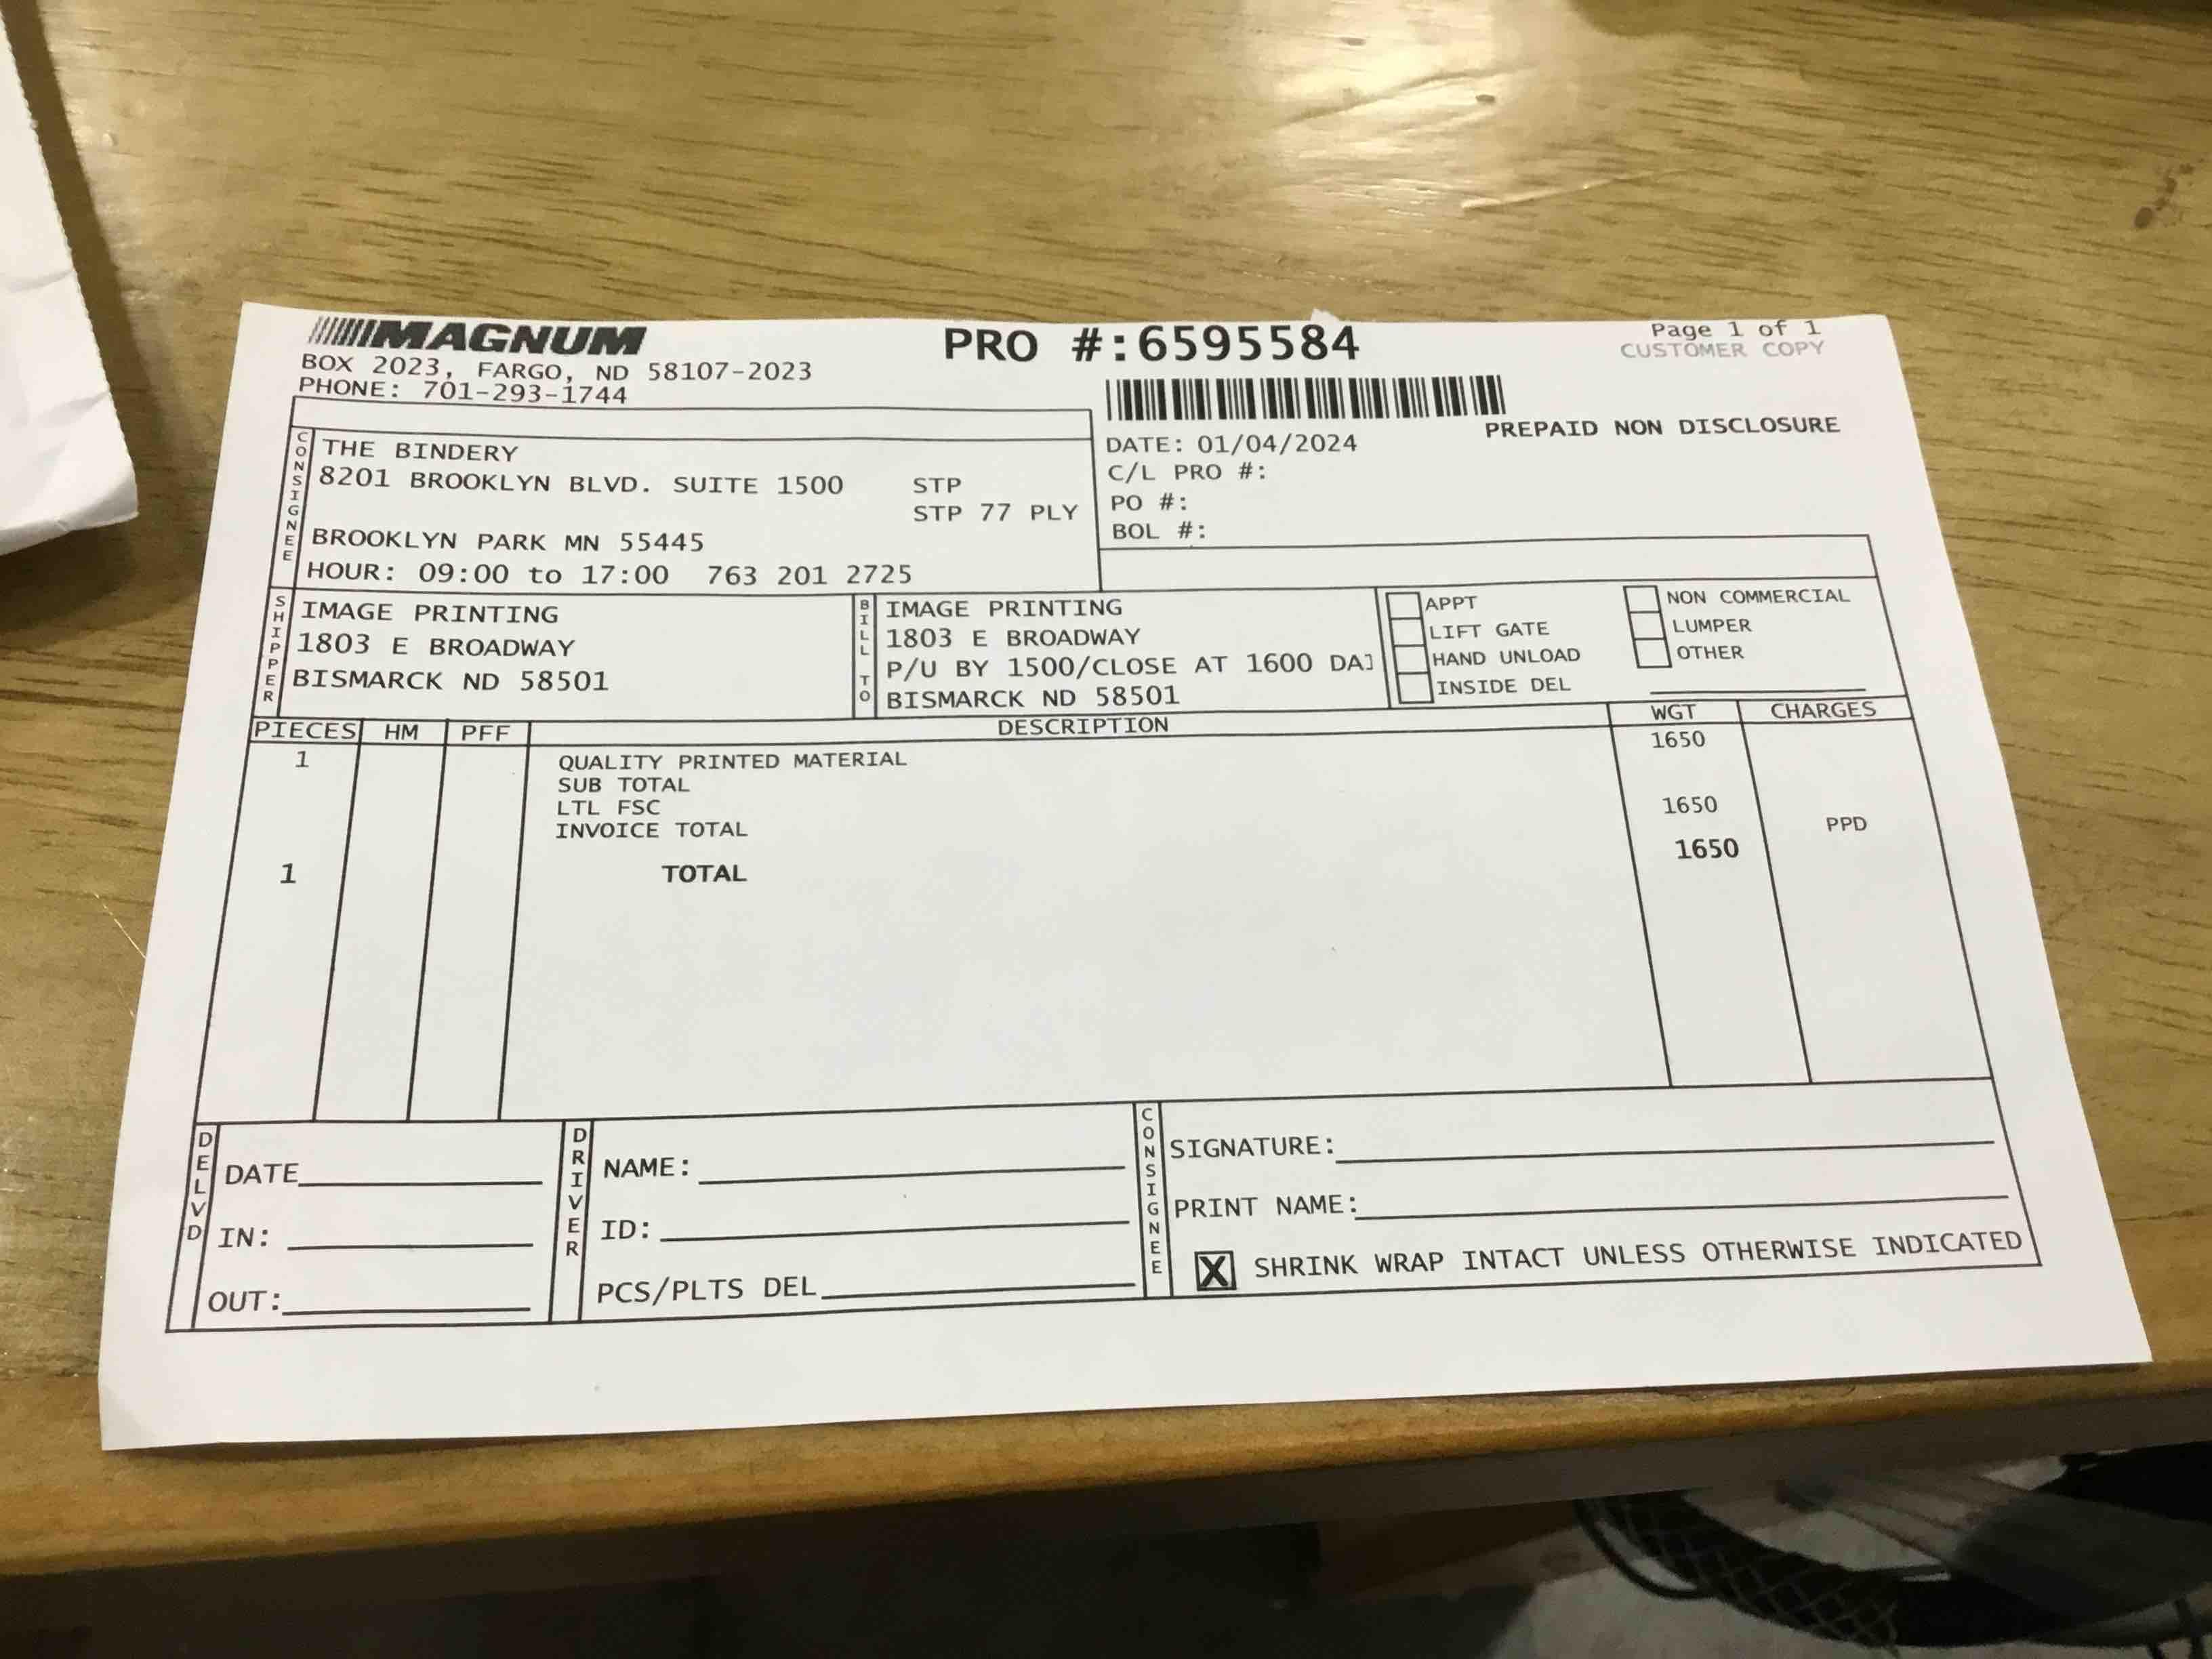 MAGNUM
BOX 2023, FARGO, ND 58107-2023
PHONE: 701-293-1744
PRO #:6595584
Page 1 of 1
CUSTOMER COPY
PREPAID NON DISCLOSURE
DATE: 01/04/2024
C/L PRO #:
PO #:
BOL #:
CONSIGNEE
THE BINDERY
8201 BROOKLYN BLVD. SUITE 1500 STP
STP 77 PLY
BROOKLYN PARK MN 55445
HOUR: 09:00 to 17:00 763 201 2725
SHIPPER
IMAGE PRINTING
1803 E BROADWAY
BISMARCK ND 58501
BILL TO
IMAGE PRINTING
1803 E BROADWAY
P/U BY 1500/CLOSE AT 1600
BISMARCK ND 58501
APPT
LIFT GATE
HAND UNLOAD
INSIDE DEL
NON COMMERCIAL
LUMPER
OTHER
PIECES HM PFF DESCRIPTION WGT CHARGES
1 QUALITY PRINTED MATERIAL 1650
SUB TOTAL
LTL FSC 1650
INVOICE TOTAL PPD
1 TOTAL 1650
DELVD
DATE
IN:
OUT:
DRIVER
NAME:
ID:
PCS/PLTS DEL
CONSIGNEE
SIGNATURE:
PRINT NAME:
X SHRINK WRAP INTACT UNLESS OTHERWISE INDICATED